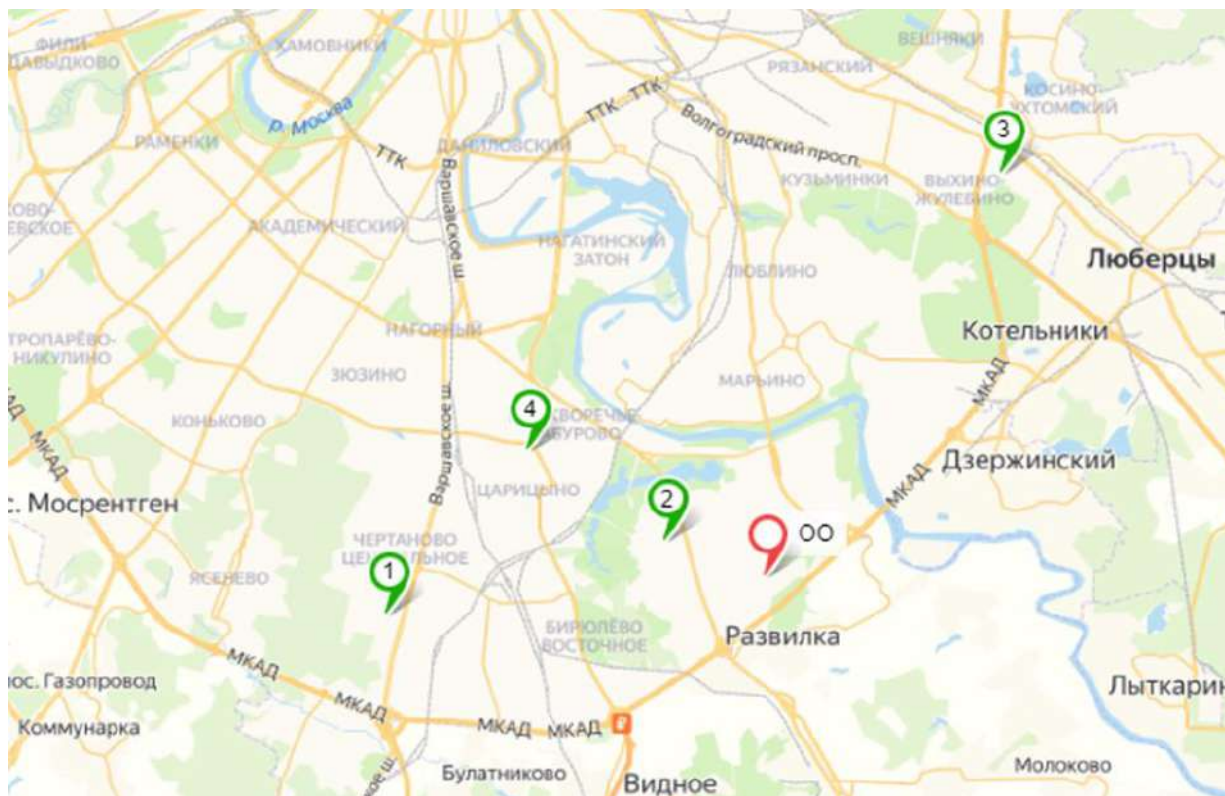 ФИЛИ-
ДАВЫДКОВО
ХАМОВНИКИ
ВЕШНЯКИ
РЯЗАНСКИЙ
КОСИНО-
УХТОМСКИЙ
р. Москва
ТТК
ТТК
3
РАМЕНКИ
ТТК
ДАНИЛОВСКИЙ
Волгоградский просп.
КУЗЬМИНКИ
ВЫХИНО-
ЖУЛЕБИНО
Варшавское ш.
АКАДЕМИЧЕСКИЙ
НАГАТИНСКИЙ
ЗАТОН
ЛЮБЛИНО
Люберцы
НАГОРНЫЙ
Котельники
ТРОПАРЁВО-
НИКУЛИНО
ЗЮЗИНО
МАРЬИНО
МКАД
КОНЬКОВО
4
Варшавское ш.
МКАД
Дзержинский
МКАД
с. Мосрентген
ЦАРИЦЫНО
2
ОО
ЧЕРТАНОВО
ЦЕНТРАЛЬНОЕ
1
ЯСЕНЕВО
БИРЮЛЁВО
ВОСТОЧНОЕ
Развилка
МКАД
пос. Газопровод
Лыткарин
МКАД
МКАД
МКАД
Коммунарка
Булатниково
Видное
Молоково